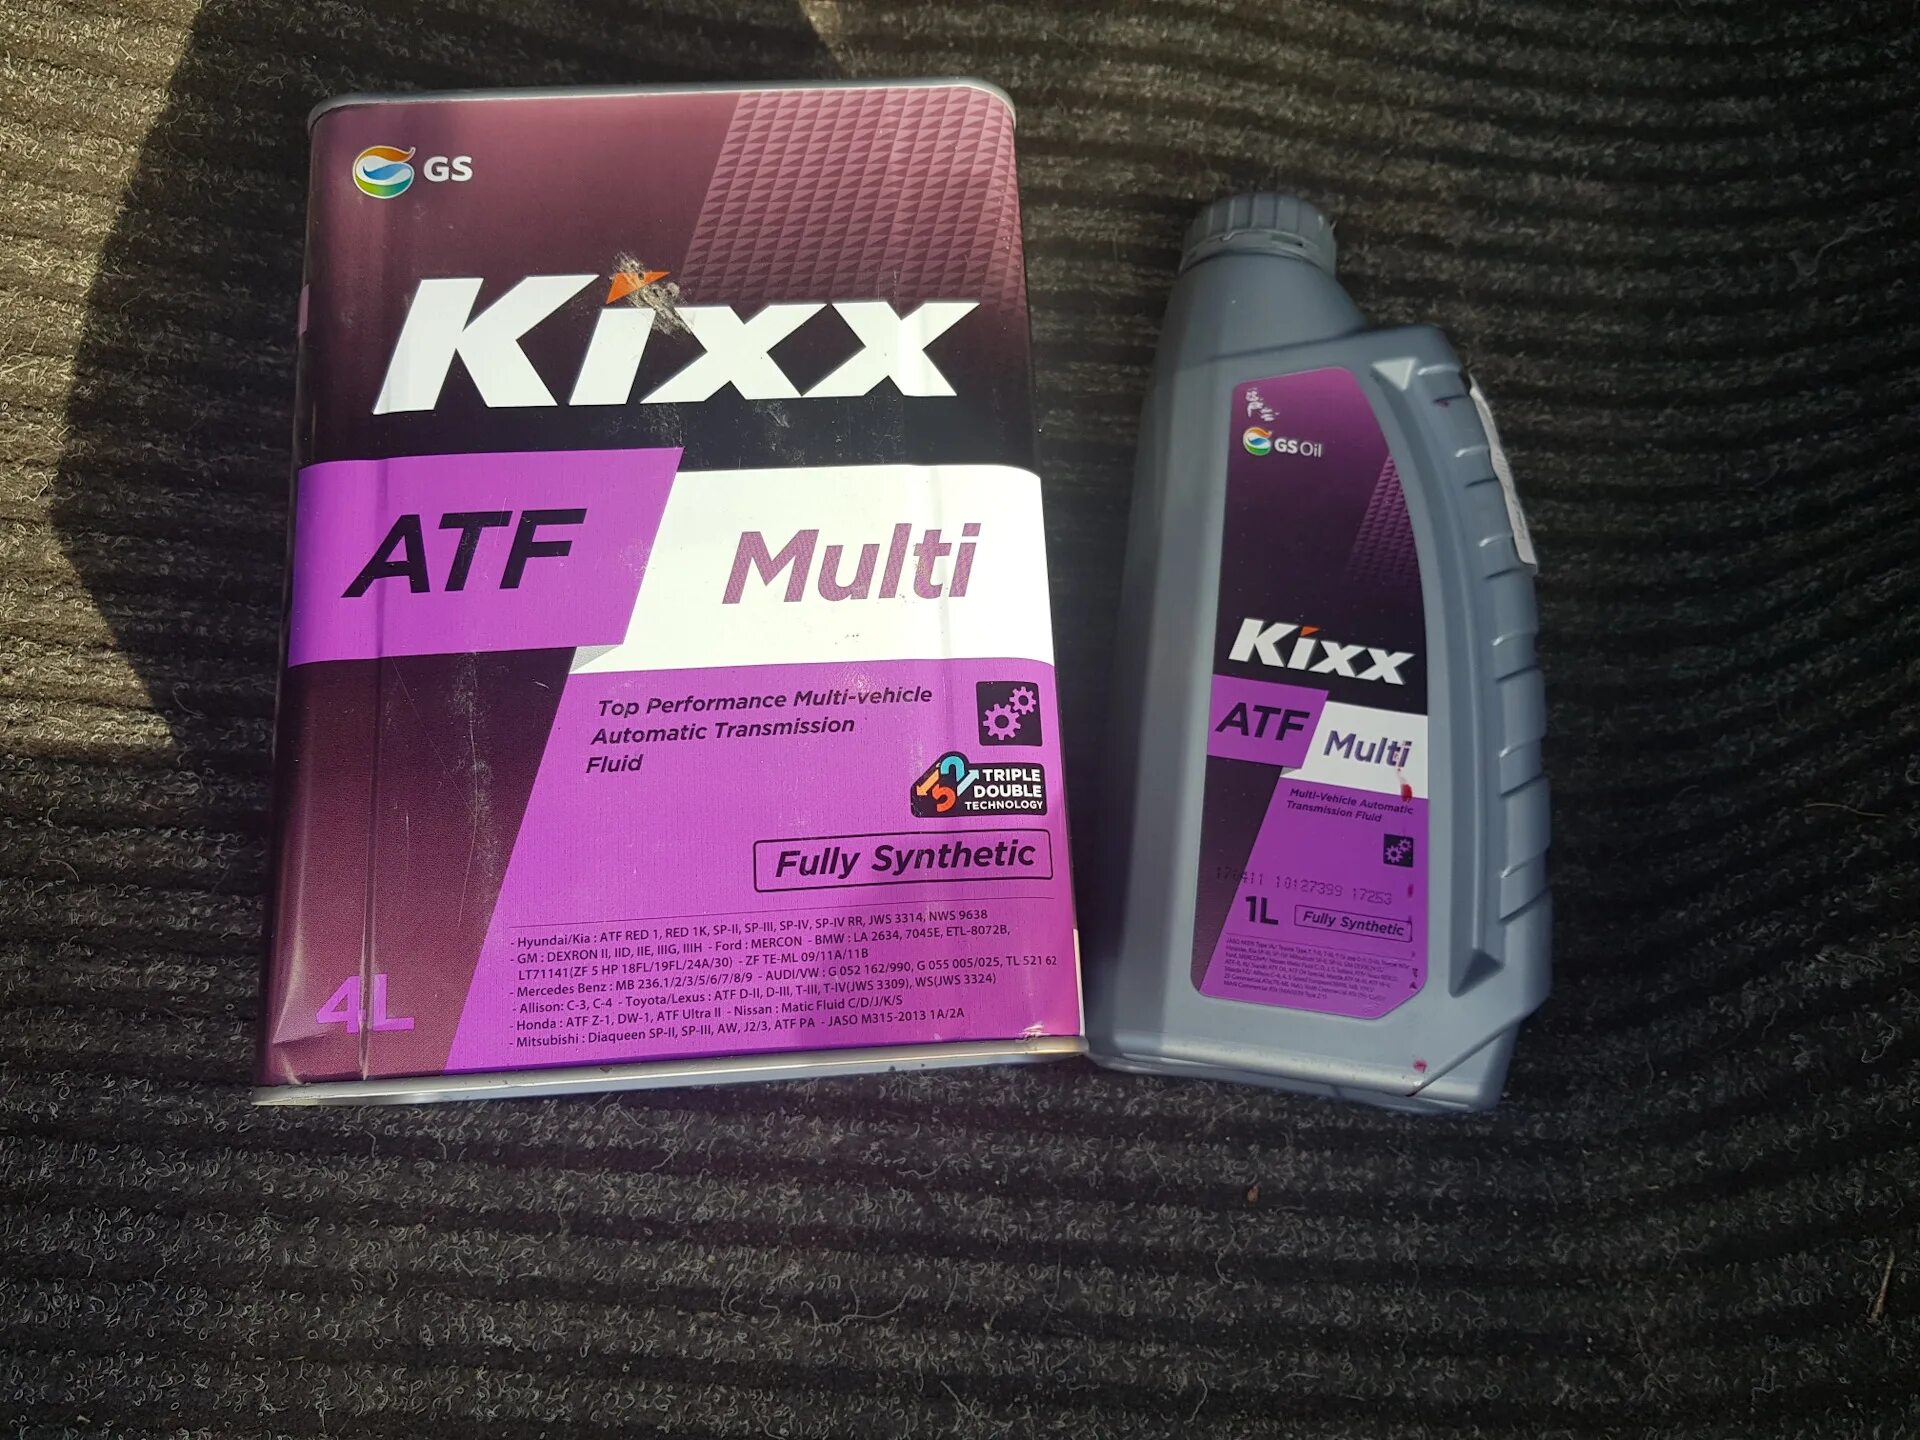 GS
Kixx
ATF Multi
Top Performance Multi-vehicle
Automatic Transmission
Fluid
TRIPLE
DOUBLE
TECHNOLOGY
Fully Synthetic
- Hyundai/Kia : ATF RED 1, RED 1K, SP-II, SP-III, SP-IV, SP-IV RR, JWS 3314, NWS 9638
- GM : DEXRON II, IID, IIE, IIIG, IIIH - Ford : MERCON - BMW : LA 2634, 7045E, ETL-8072B,
LT71141(ZF 5 HP 18FL/19FL/24A/30) - ZF TE-ML 09/11A/11B
- Mercedes Benz : MB 236.1/2/3/5/6/7/8/9 - AUDI/VW : G 052 162/990, G 055 005/025, TL 521 62
- Allison: C-3, C-4 - Toyota/Lexus : ATF D-II, D-III, T-III, T-IV(JWS 3309), WS(JWS 3324)
- Honda : ATF Z-1, DW-1, ATF Ultra II - Nissan : Matic Fluid C/D/J/K/S
- Mitsubishi : Diaqueen SP-II, SP-III, AW, J2/3, ATF PA - JASO M315-2013 1A/2A
4L
GS Oil
Kixx
ATF Multi
Multi-Vehicle Automatic
Transmission Fluid
10127399 17253
1L Fully Synthetic